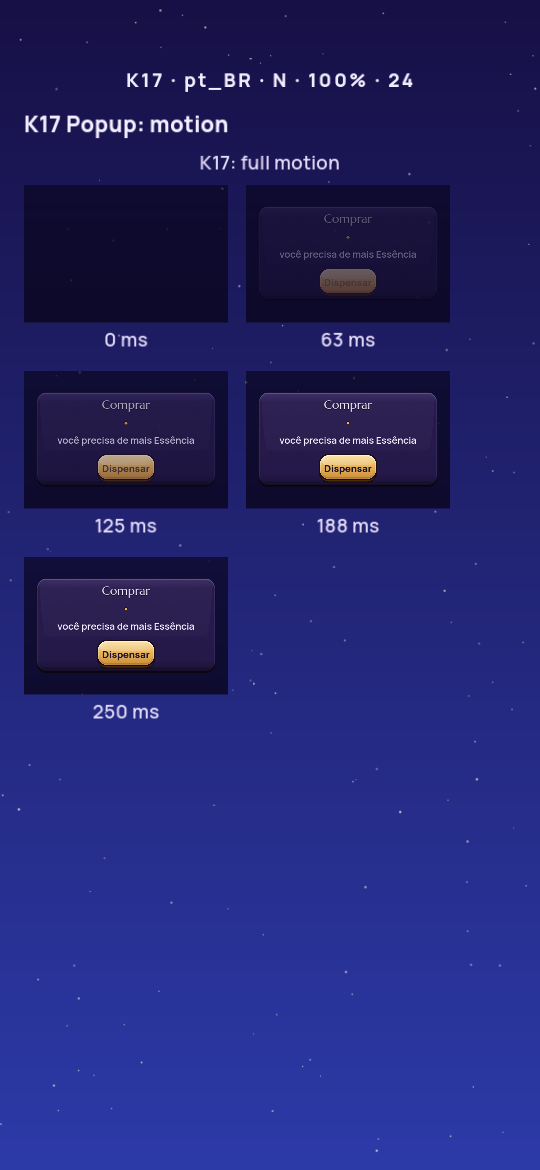 K17 · pt_BR · N · 100% · 24
K17 Popup: motion
K17: full motion
Comprar
você precisa de mais Essência
Dispensar
0 ms
63 ms
Comprar
você precisa de mais Essência
Dispensar
Comprar
você precisa de mais Essência
Dispensar
125 ms
188 ms
Comprar
você precisa de mais Essência
Dispensar
250 ms